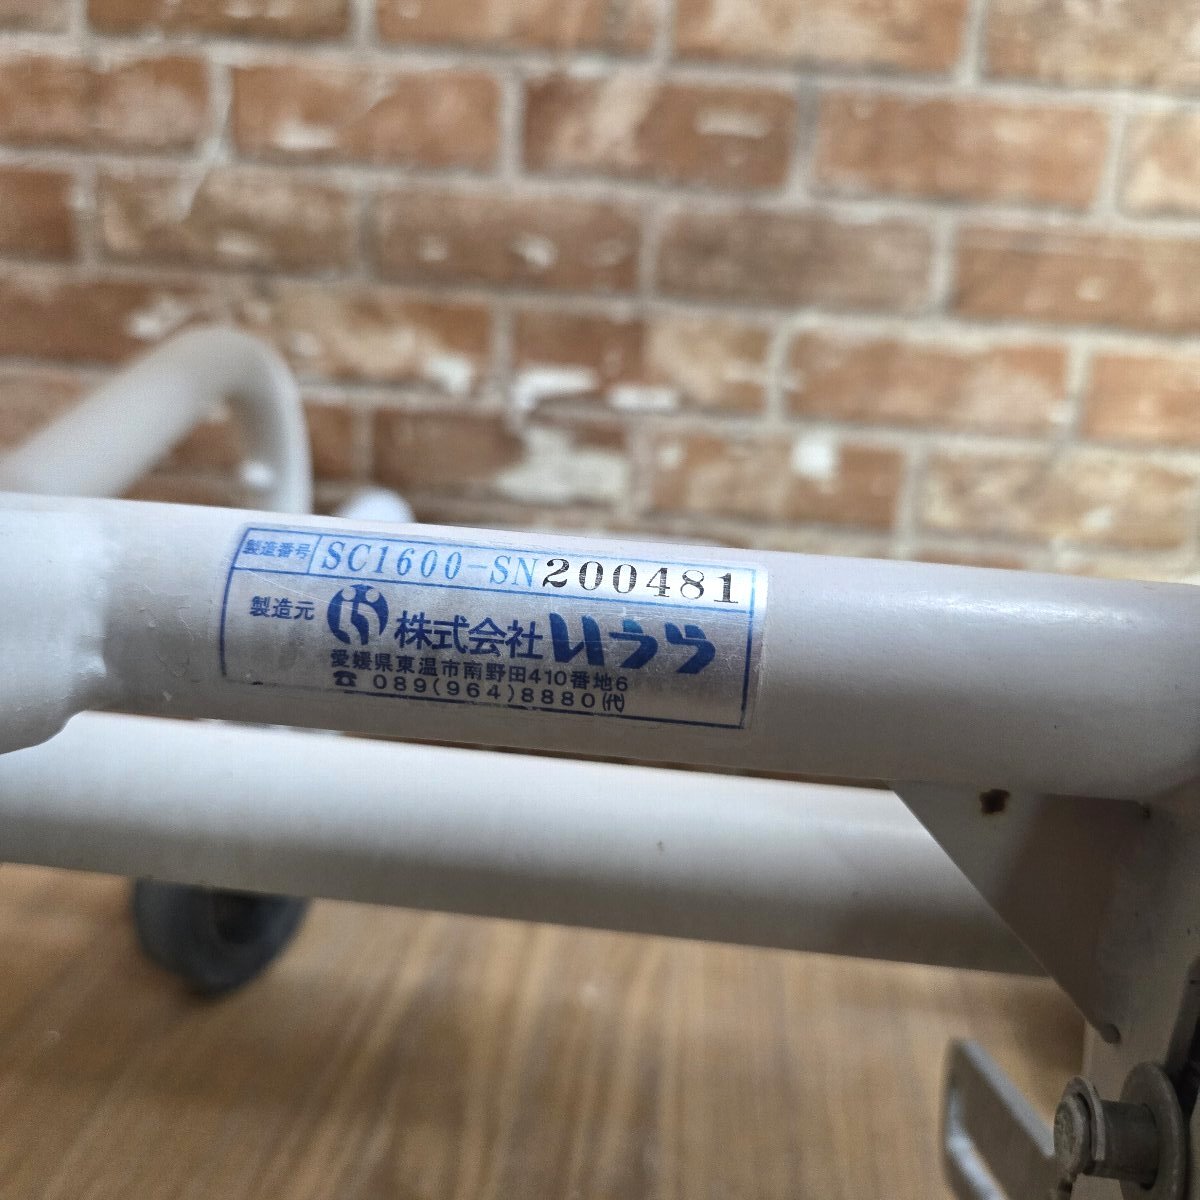 製造番号 SC1600-SN200481
製造元 株式会社いうら
愛媛県東温市南野田410番地6
☎ 089(964)8880(代)